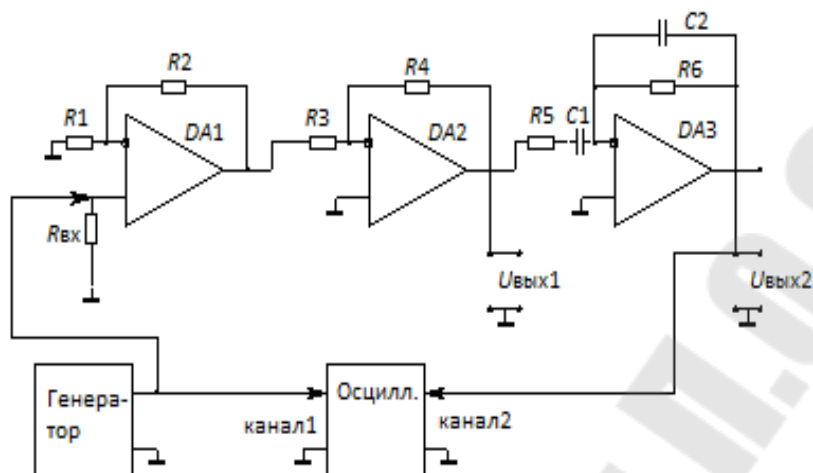 C2
R2
R4
R6
R1
DA1
R3
DA2
R5
C1
DA3
Rвх
Uвых1
Uвых2
Генера-
тор
канал1
Осцилл.
канал2